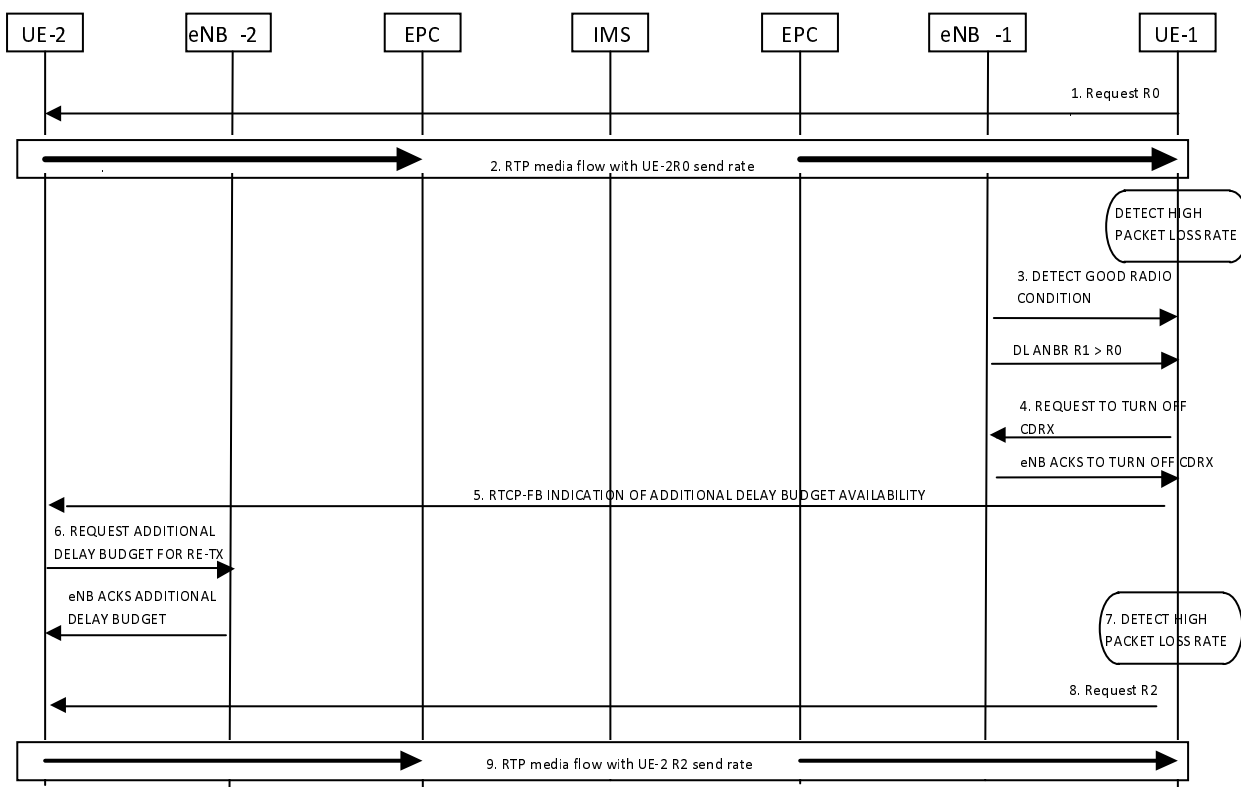 UE-2
eNB -2
EPC
IMS
EPC
eNB -1
UE-1
1. Request R0
2. RTP media flow with UE-2R0 send rate
DETECT HIGH
PACKET LOSS RATE
3. DETECT GOOD RADIO
CONDITION
DL ANBR R1 > R0
4. REQUEST TO TURN OFF
CDRX
eNB ACKS TO TURN OFF CDRX
5. RTCP-FB INDICATION OF ADDITIONAL DELAY BUDGET AVAILABILITY
6. REQUEST ADDITIONAL
DELAY BUDGET FOR RE-TX
eNB ACKS ADDITIONAL
DELAY BUDGET
7. DETECT HIGH
PACKET LOSS RATE
8. Request R2
9. RTP media flow with UE-2 R2 send rate